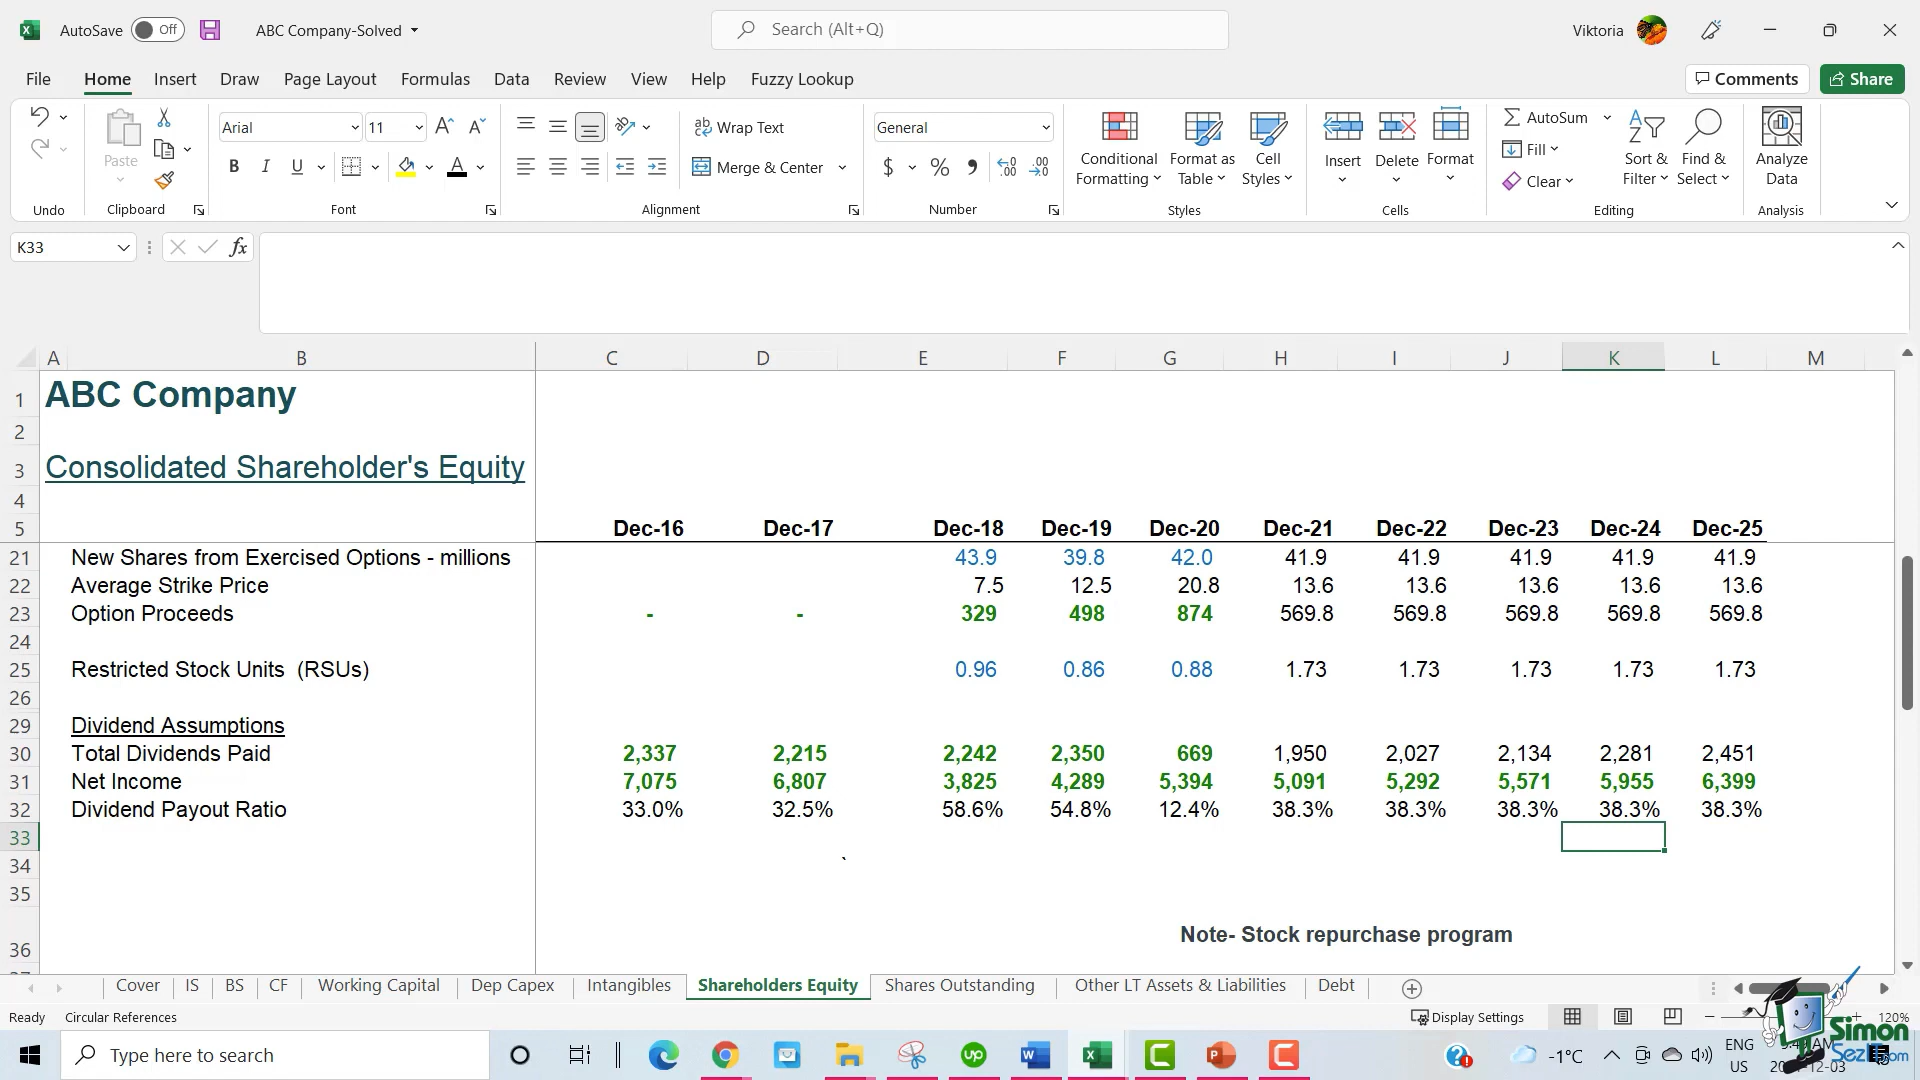 AutoSave Off ABC Company-Solved Search (Alt+Q) Viktoria
File Home Insert Draw Page Layout Formulas Data Review View Help Fuzzy Lookup Comments Share
Arial 11 Wrap Text General AutoSum
Paste Conditional Formatting Format as Table Cell Styles Insert Delete Format Fill Sort & Filter Find & Select Analyze Data
B I U A Merge & Center $ % Clear
Undo Clipboard Font Alignment Number Styles Cells Editing Analysis
K33 fx
A B C D E F G H I J K L M
1 ABC Company
2
3 Consolidated Shareholder's Equity
4
5 Dec-16 Dec-17 Dec-18 Dec-19 Dec-20 Dec-21 Dec-22 Dec-23 Dec-24 Dec-25
21 New Shares from Exercised Options - millions 43.9 39.8 42.0 41.9 41.9 41.9 41.9 41.9
22 Average Strike Price 7.5 12.5 20.8 13.6 13.6 13.6 13.6 13.6
23 Option Proceeds - - 329 498 874 569.8 569.8 569.8 569.8 569.8
24
25 Restricted Stock Units (RSUs) 0.96 0.86 0.88 1.73 1.73 1.73 1.73 1.73
26
29 Dividend Assumptions
30 Total Dividends Paid 2,337 2,215 2,242 2,350 669 1,950 2,027 2,134 2,281 2,451
31 Net Income 7,075 6,807 3,825 4,289 5,394 5,091 5,292 5,571 5,955 6,399
32 Dividend Payout Ratio 33.0% 32.5% 58.6% 54.8% 12.4% 38.3% 38.3% 38.3% 38.3% 38.3%
33
34 `
35
36 Note- Stock repurchase program
Cover IS BS CF Working Capital Dep Capex Intangibles Shareholders Equity Shares Outstanding Other LT Assets & Liabilities Debt
Ready Circular References Display Settings 120%
Type here to search -1°C ENG US
Simon SezIT.com